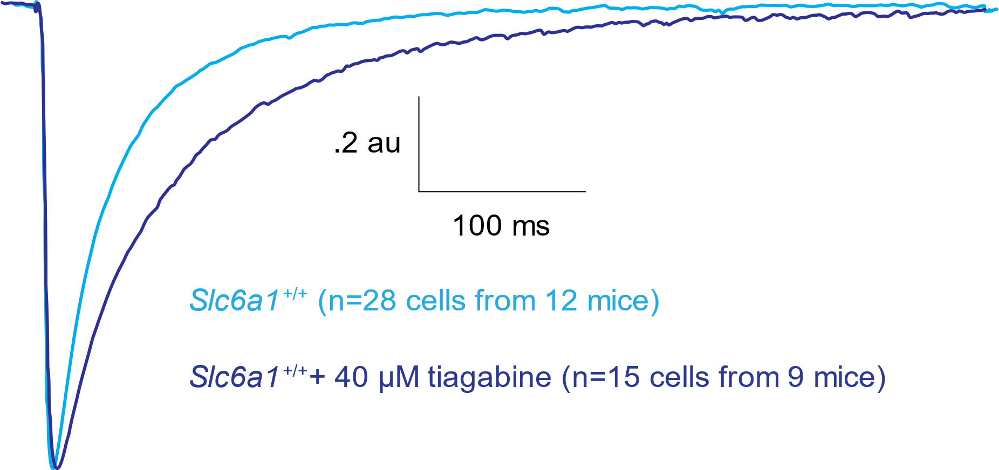 .2 au
100 ms
Slc6a1+/+ (n=28 cells from 12 mice)
Slc6a1+/++ 40 µM tiagabine (n=15 cells from 9 mice)